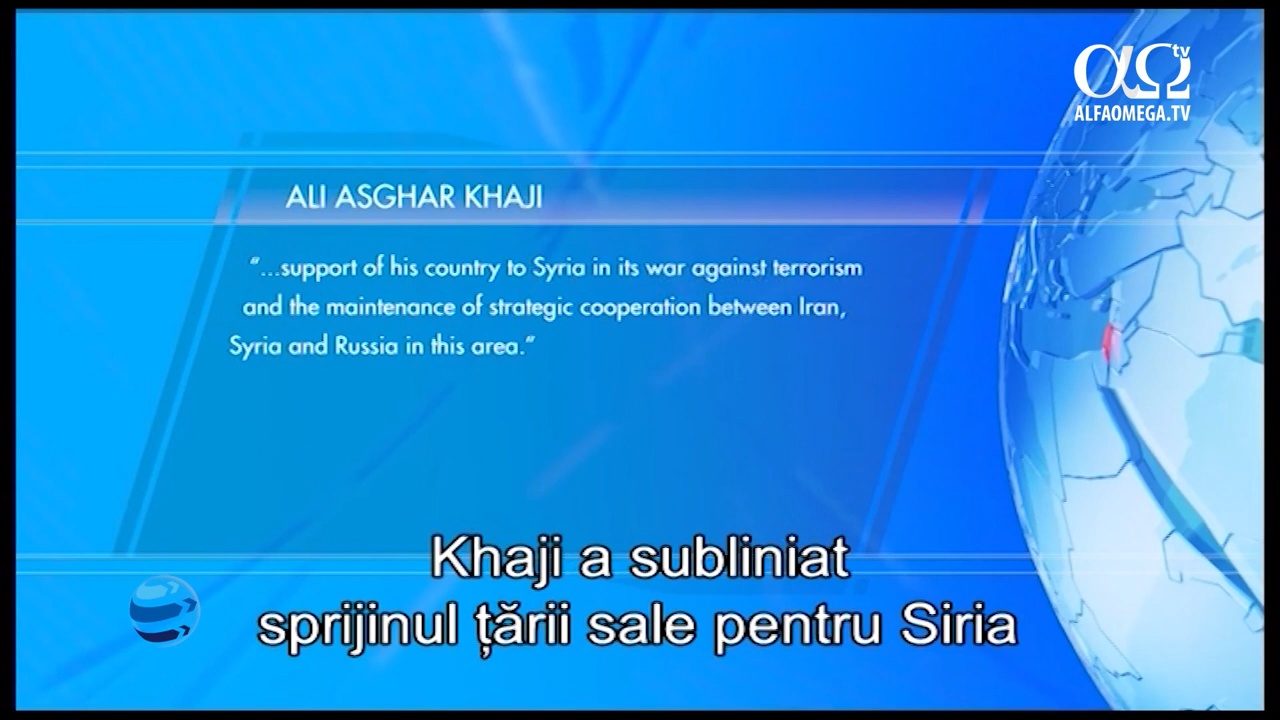 αΩ tv
ALFAOMEGA.TV
ALI ASGHAR KHAJI
“...support of his country to Syria in its war against terrorism
and the maintenance of strategic cooperation between Iran,
Syria and Russia in this area.”
Khaji a subliniat
sprijinul țării sale pentru Siria